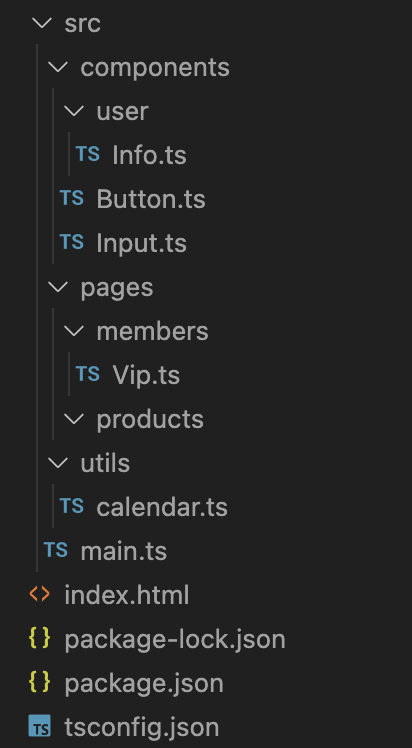 src
components
user
TS Info.ts
TS Button.ts
TS Input.ts
pages
members
TS Vip.ts
products
utils
TS calendar.ts
TS main.ts
<> index.html
{} package-lock.json
{} package.json
TS tsconfig.json